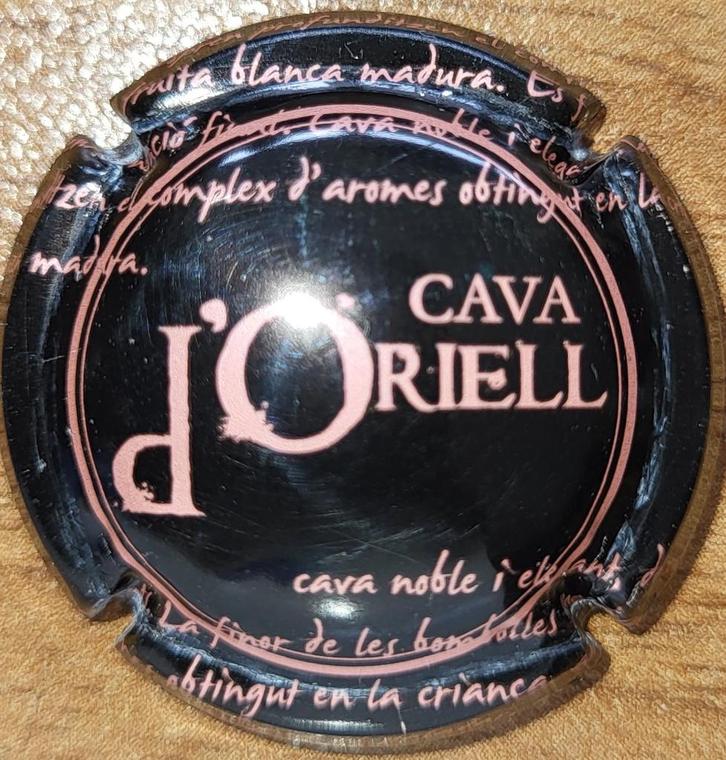 fruita blanca madura. Es
fina. Cava noble i
complex d'aromes obtingut en la
madura.
CAVA
d'ORIELL
cava noble i elegant, d
La finor de les bombolles
obtingut en la criança